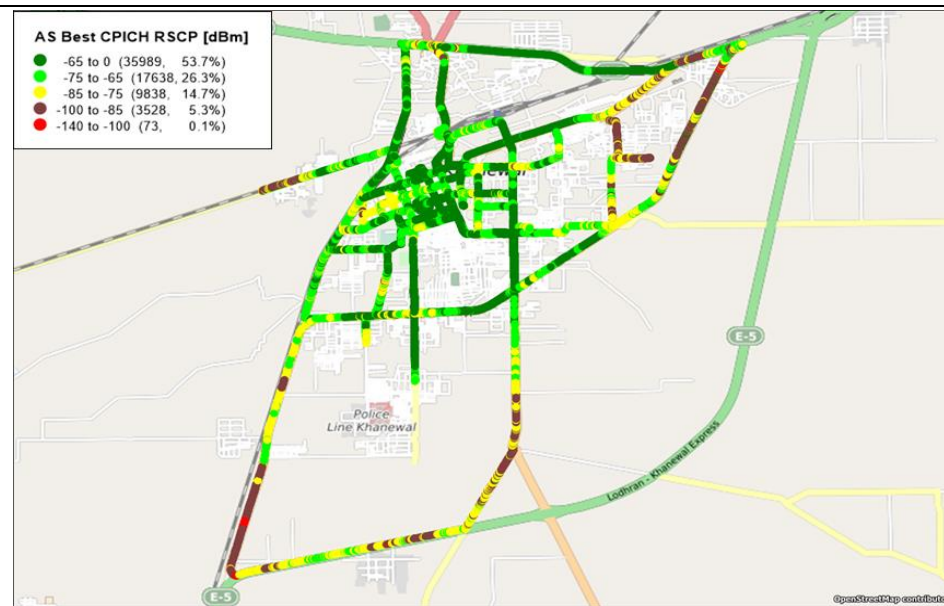 AS Best CPICH RSCP [dBm]
-65 to 0 (35989, 53.7%)
-75 to -65 (17638, 26.3%)
-85 to -75 (9838, 14.7%)
-100 to -85 (3528, 5.3%)
-140 to -100 (73, 0.1%)
E-5
Police
Line Khanewal
Lodhran - Khanewal Express
E-5
OpenStreetMap contributo